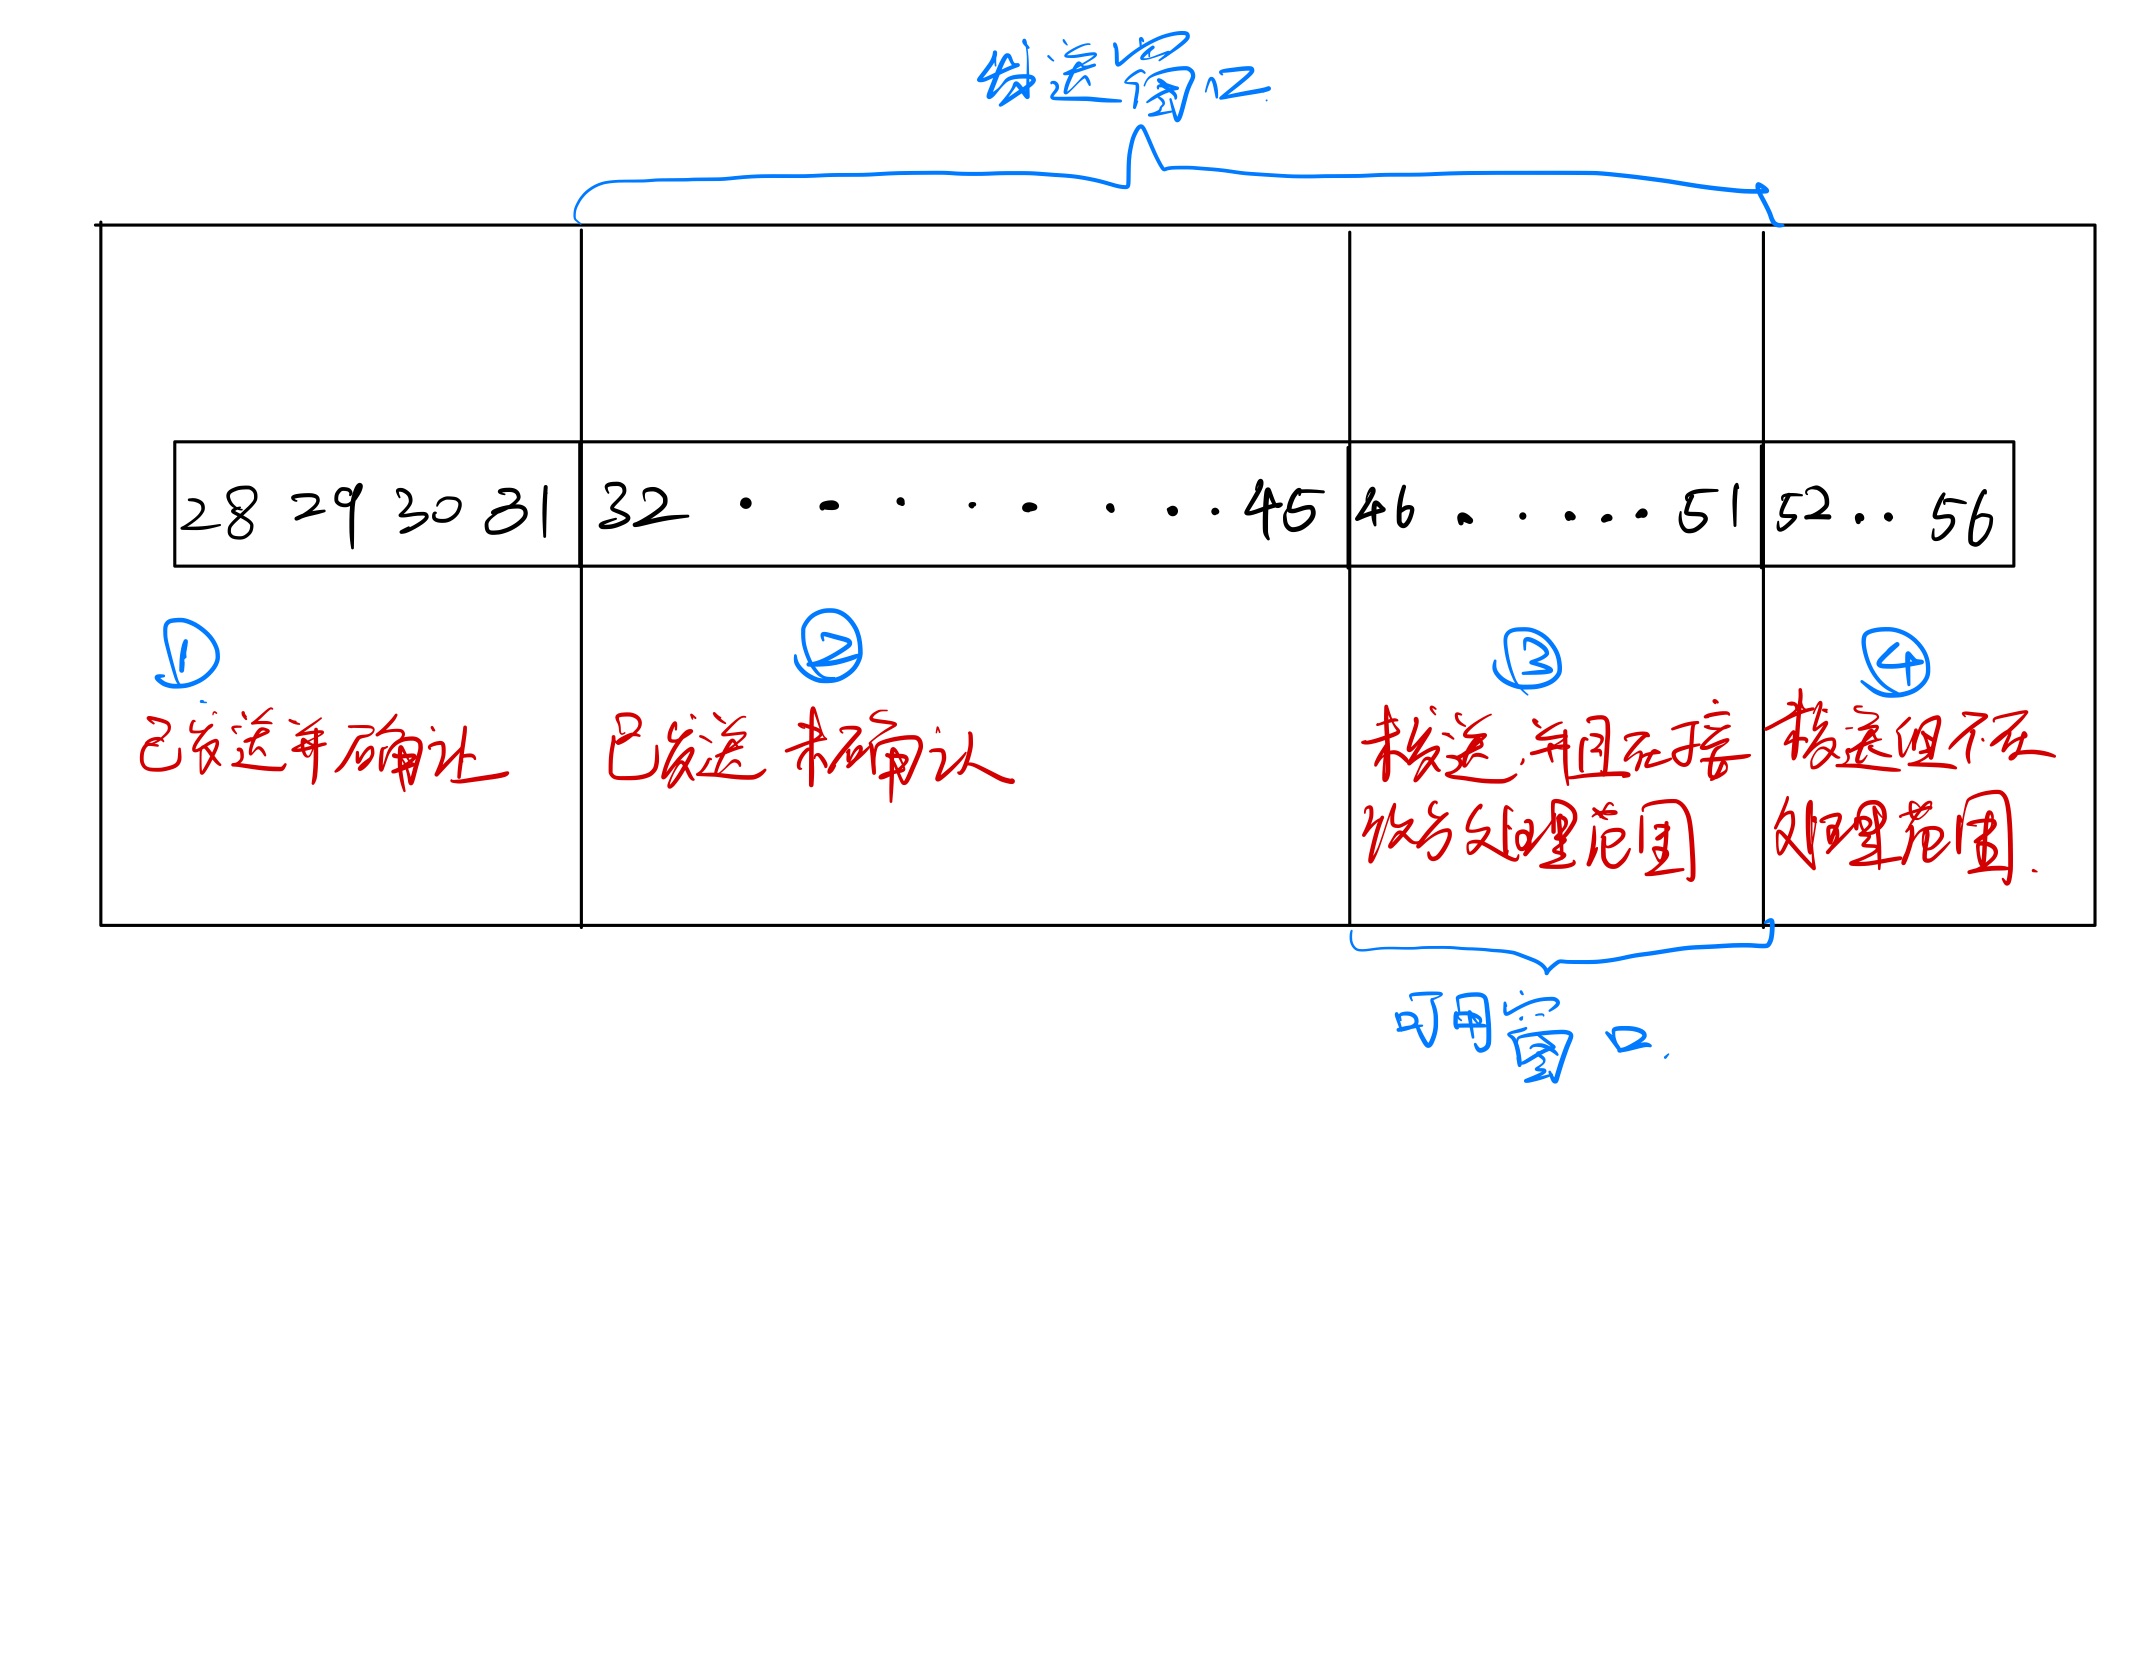 发送窗口
28 29 30 31 32 · · · · · · · · 45 46 · · · · · 51 52 · · 56
① ② ③ ④
已发送并确认 已发送 未确认 未发送,并且在接 未发送但不在
收方处理范围 处理范围.
可用窗口.